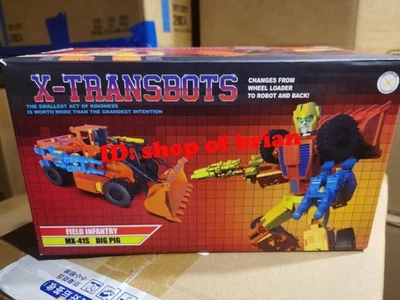 X-TRANSBOTS
THE SMALLEST ACT OF KINDNESS
IS WORTH MORE THAN THE GRANDEST INTENTION
CHANGES FROM
WHEEL LOADER
TO ROBOT AND BACK!
ID: shop of brian
FIELD INFANTRY
MX-41S DIG PIG